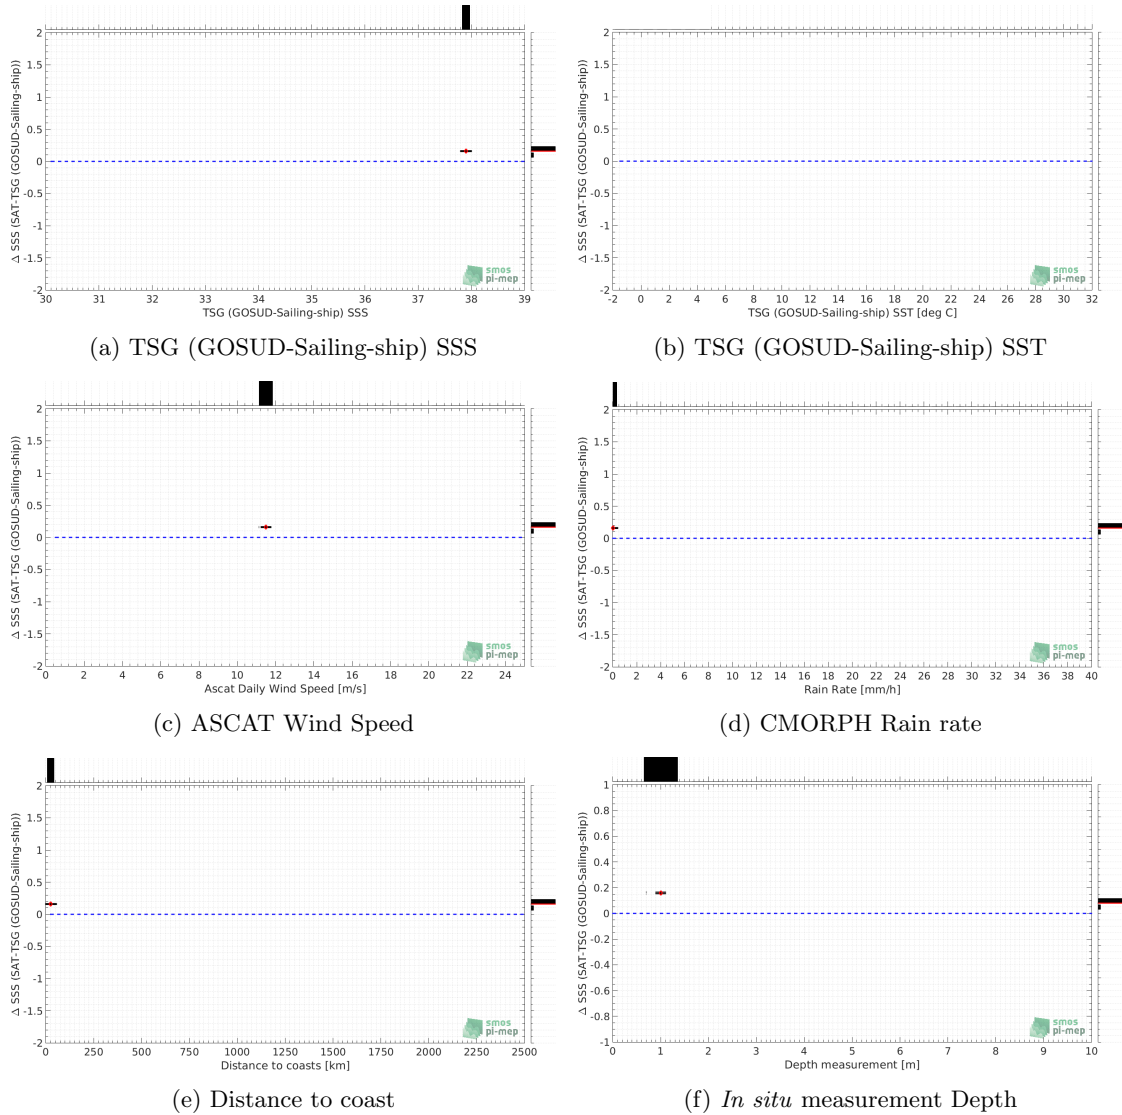 2
1.5
1
0.5
0
-0.5
-1
-1.5
-2
Δ SSS (SAT-TSG (GOSUD-Sailing-ship))
30 31 32 33 34 35 36 37 38 39
TSG (GOSUD-Sailing-ship) SSS
smos
pi-mep
(a) TSG (GOSUD-Sailing-ship) SSS
2
1.5
1
0.5
0
-0.5
-1
-1.5
-2
Δ SSS (SAT-TSG (GOSUD-Sailing-ship))
-2 0 2 4 6 8 10 12 14 16 18 20 22 24 26 28 30 32
TSG (GOSUD-Sailing-ship) SST [deg C]
smos
pi-mep
(b) TSG (GOSUD-Sailing-ship) SST
2
1.5
1
0.5
0
-0.5
-1
-1.5
-2
Δ SSS (SAT-TSG (GOSUD-Sailing-ship))
0 2 4 6 8 10 12 14 16 18 20 22 24
Ascat Daily Wind Speed [m/s]
smos
pi-mep
(c) ASCAT Wind Speed
2
1.5
1
0.5
0
-0.5
-1
-1.5
-2
Δ SSS (SAT-TSG (GOSUD-Sailing-ship))
0 2 4 6 8 10 12 14 16 18 20 22 24 26 28 30 32 34 36 38 40
Rain Rate [mm/h]
smos
pi-mep
(d) CMORPH Rain rate
2
1.5
1
0.5
0
-0.5
-1
-1.5
-2
Δ SSS (SAT-TSG (GOSUD-Sailing-ship))
0 250 500 750 1000 1250 1500 1750 2000 2250 2500
Distance to coasts [km]
smos
pi-mep
(e) Distance to coast
1
0.8
0.6
0.4
0.2
0
-0.2
-0.4
-0.6
-0.8
-1
Δ SSS (SAT-TSG (GOSUD-Sailing-ship))
0 1 2 3 4 5 6 7 8 9 10
Depth measurement [m]
smos
pi-mep
(f) In situ measurement Depth